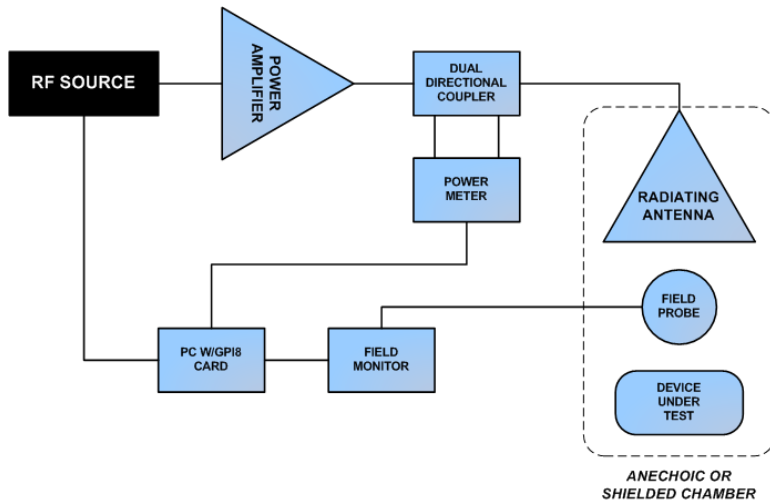 RF SOURCE
POWER
AMPLIFIER
DUAL
DIRECTIONAL
COUPLER
POWER
METER
RADIATING
ANTENNA
FIELD
PROBE
PC W/GPI8
CARD
FIELD
MONITOR
DEVICE
UNDER
TEST
ANECHOIC OR
SHIELDED CHAMBER